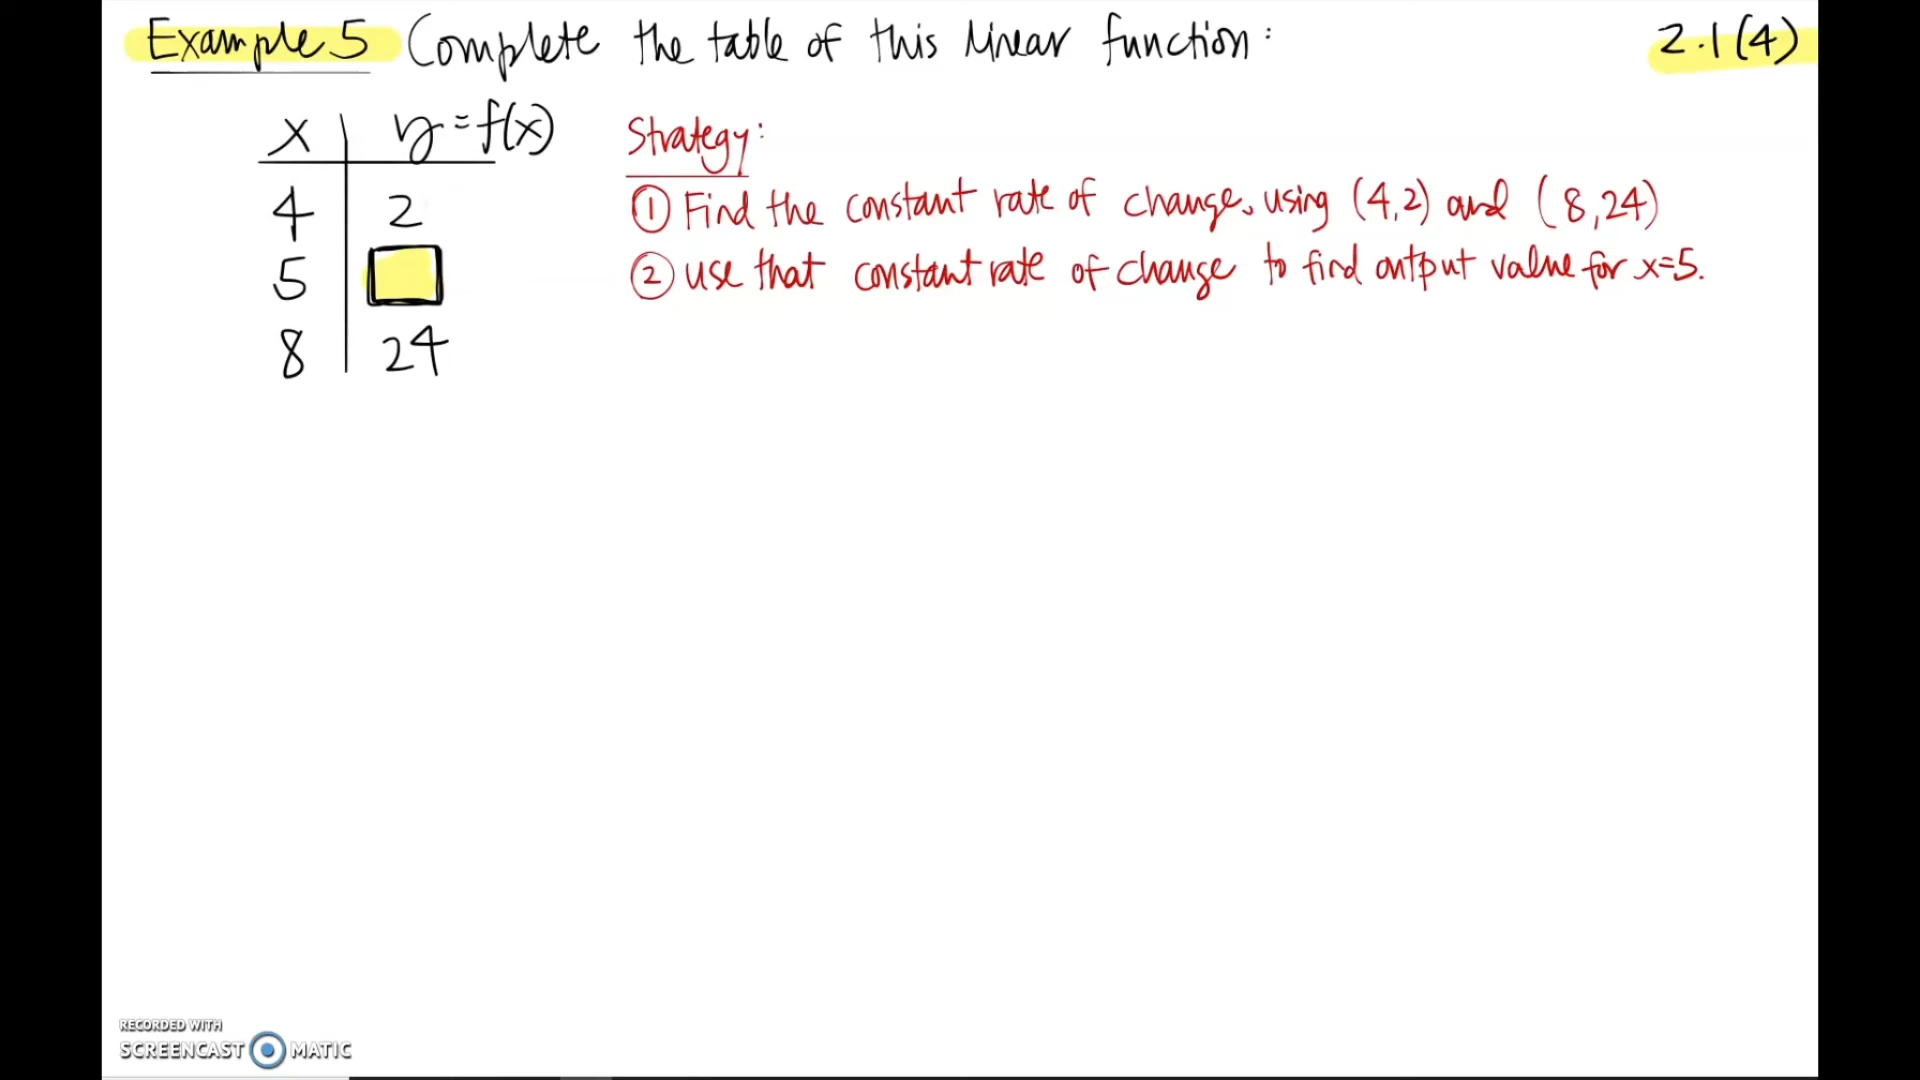 Example 5 Complete the table of this linear function: 2.1(4)
x y=f(x)
4 2
5
8 24
Strategy:
① Find the constant rate of change, using (4,2) and (8,24)
② use that constant rate of change to find output value for x=5.
RECORDED WITH
SCREENCAST MATIC